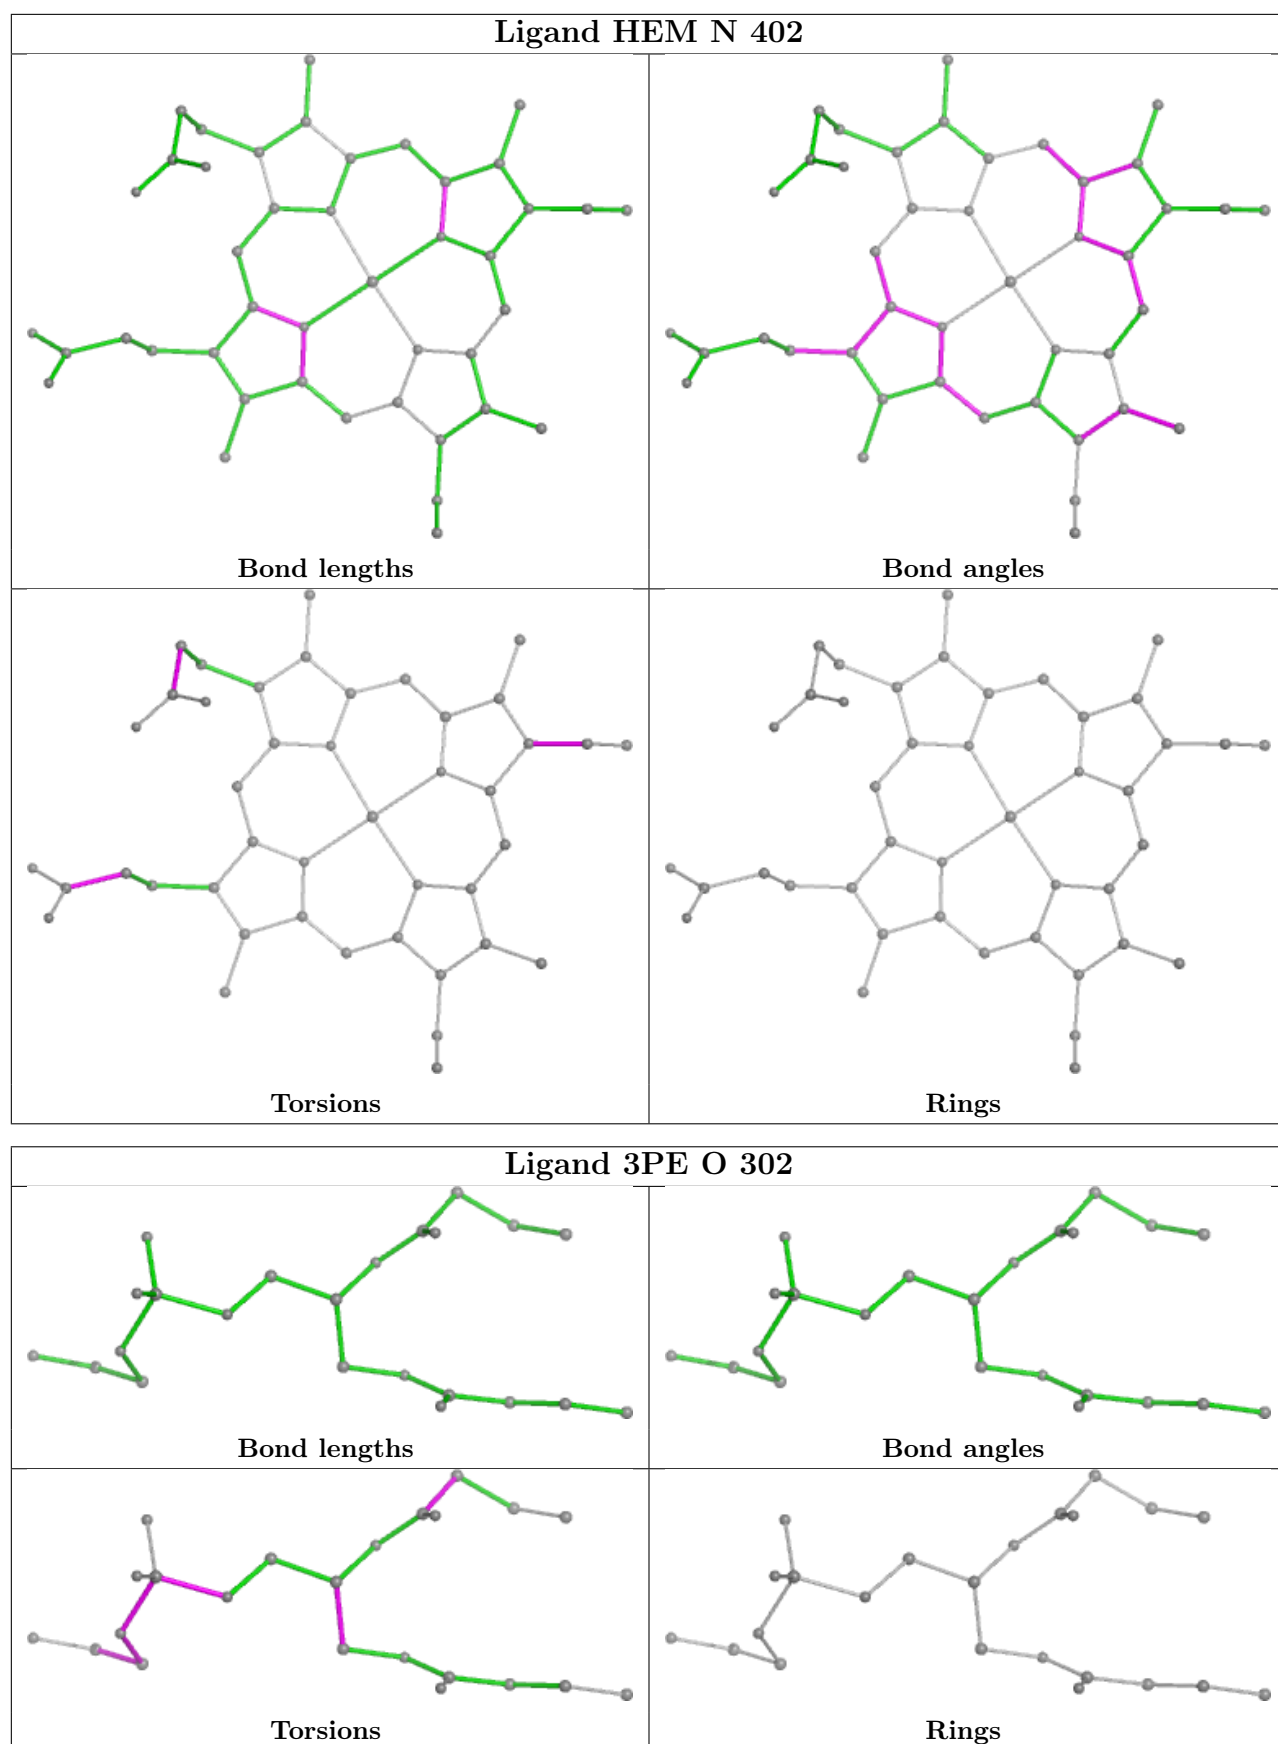 Ligand HEM N 402
Bond lengths
Bond angles
Torsions
Rings
Ligand 3PE O 302
Bond lengths
Bond angles
Torsions
Rings